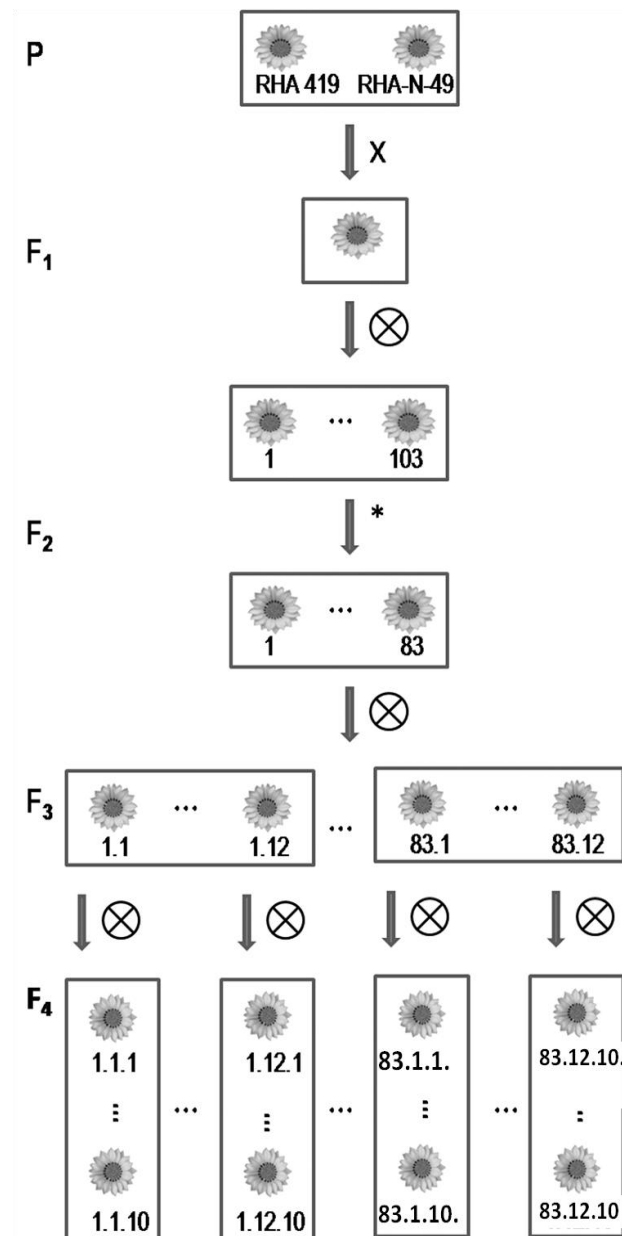 P
RHA 419 RHA-N-49
X
F₁
1 ... 103
*
F₂
1 ... 83
F₃
1.1 ... 1.12 ... 83.1 ... 83.12
F₄
1.1.1 1.12.1 83.1.1. 83.12.10.
... ... ...
1.1.10 1.12.10 83.1.10. 83.12.10